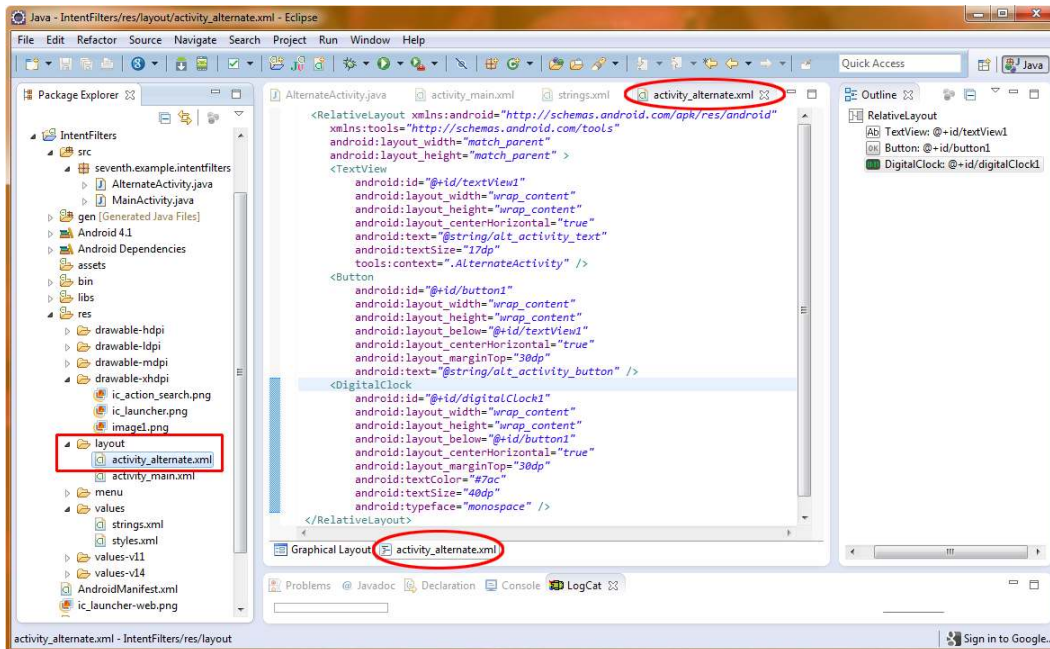 Java - IntentFilters/res/layout/activity_alternate.xml - Eclipse
File Edit Refactor Source Navigate Search Project Run Window Help
Quick Access
Java
Package Explorer
IntentFilters
src
seventh.example.intentfilters
AlternateActivity.java
MainActivity.java
gen [Generated Java Files]
Android 4.1
Android Dependencies
assets
bin
libs
res
drawable-hdpi
drawable-ldpi
drawable-mdpi
drawable-xhdpi
ic_action_search.png
ic_launcher.png
image1.png
layout
activity_alternate.xml
activity_main.xml
menu
values
strings.xml
styles.xml
values-v11
values-v14
AndroidManifest.xml
ic_launcher-web.png
AlternateActivity.java activity_main.xml strings.xml activity_alternate.xml
<RelativeLayout xmlns:android="http://schemas.android.com/apk/res/android"
xmlns:tools="http://schemas.android.com/tools"
android:layout_width="match_parent"
android:layout_height="match_parent" >
<TextView
android:id="@+id/textView1"
android:layout_width="wrap_content"
android:layout_height="wrap_content"
android:layout_centerHorizontal="true"
android:text="@string/alt_activity_text"
android:textSize="17dp"
tools:context=".AlternateActivity" />
<Button
android:id="@+id/button1"
android:layout_width="wrap_content"
android:layout_height="wrap_content"
android:layout_below="@+id/textView1"
android:layout_centerHorizontal="true"
android:layout_marginTop="30dp"
android:text="@string/alt_activity_button" />
<DigitalClock
android:id="@+id/digitalClock1"
android:layout_width="wrap_content"
android:layout_height="wrap_content"
android:layout_below="@id/button1"
android:layout_centerHorizontal="true"
android:layout_marginTop="30dp"
android:textColor="#7ac"
android:textSize="40dp"
android:typeface="monospace" />
</RelativeLayout>
Graphical Layout activity_alternate.xml
Outline
RelativeLayout
Ab TextView: @+id/textView1
OK Button: @+id/button1
DigitalClock: @+id/digitalClock1
Problems @ Javadoc Declaration Console LogCat
activity_alternate.xml - IntentFilters/res/layout
Sign in to Google...